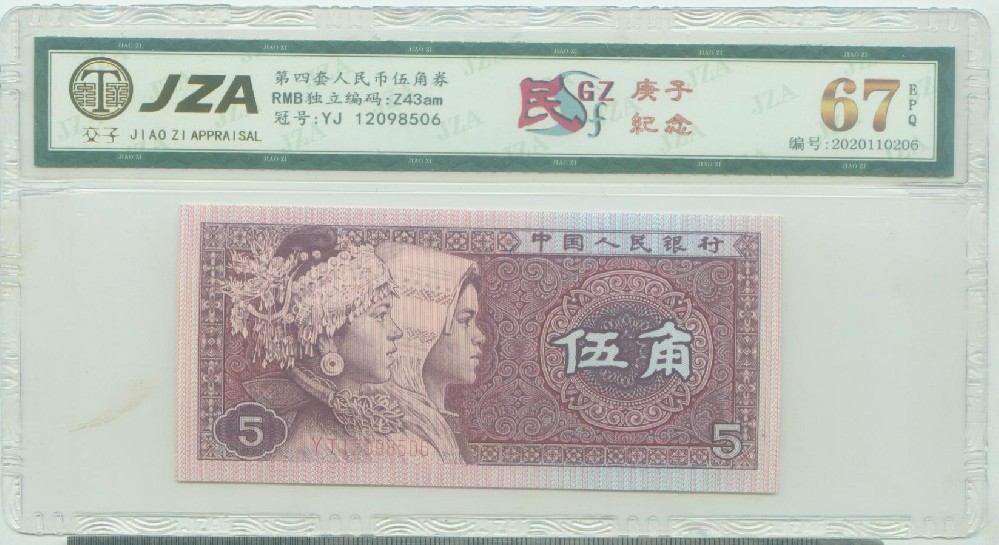 JZA
交子 JIAO ZI APPRAISAL
第四套人民币伍角券
RMB独立编码:Z43am
冠号:YJ 12098506
民 GZ
Sf
庚子
紀念
67
EPQ
编号:2020110206
中国人民银行
伍角
5
YJ12098506
5